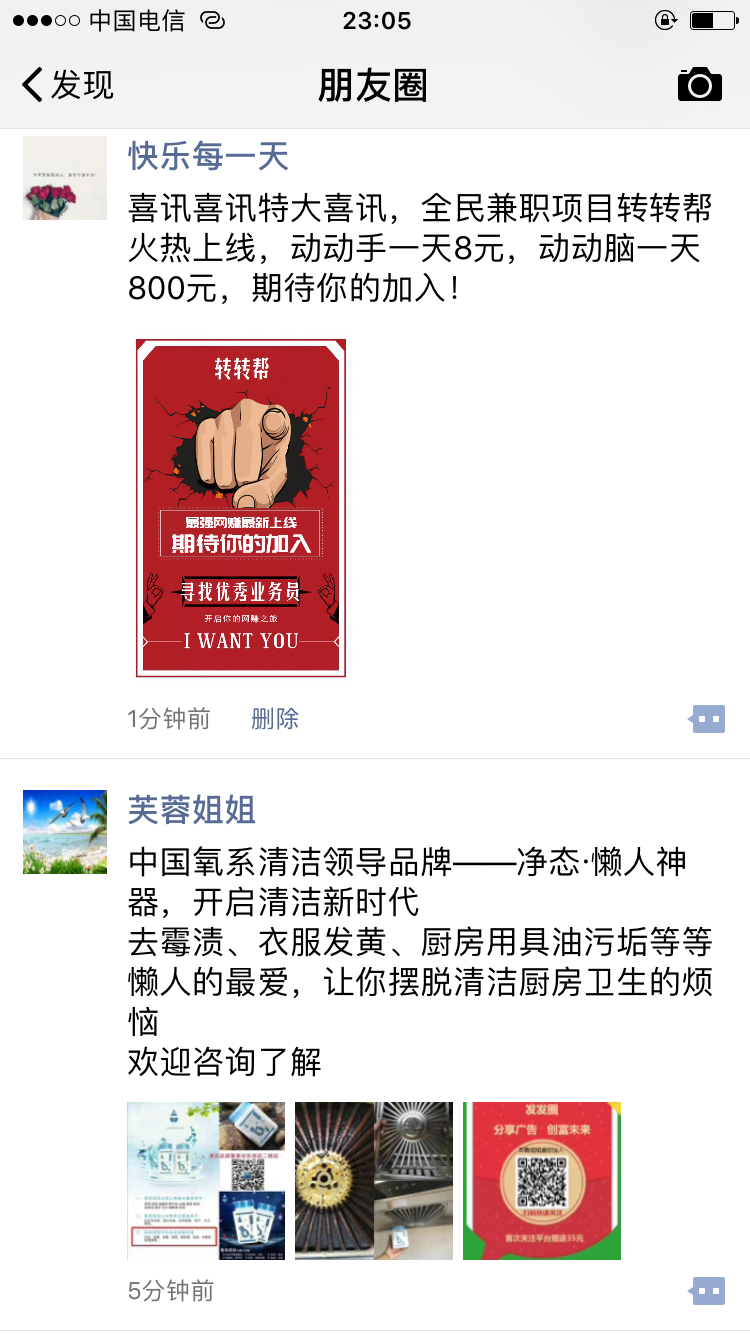 中国电信
23:05
发现
朋友圈
快乐每一天
喜讯喜讯特大喜讯，全民兼职项目转转帮
火热上线，动动手一天8元，动动脑一天
800元，期待你的加入！
转转帮
最强网赚最新上线
期待你的加入
寻找优秀业务员
开启你的网赚之旅
I WANT YOU
1分钟前
删除
芙蓉姐姐
中国氧系清洁领导品牌——净态·懒人神
器，开启清洁新时代
去霉渍、衣服发黄、厨房用具油污垢等等
懒人的最爱，让你摆脱清洁厨房卫生的烦
恼
欢迎咨询了解
发发圈
分享广告 创富未来
扫码快速关注
首次关注平台赠送35元
5分钟前